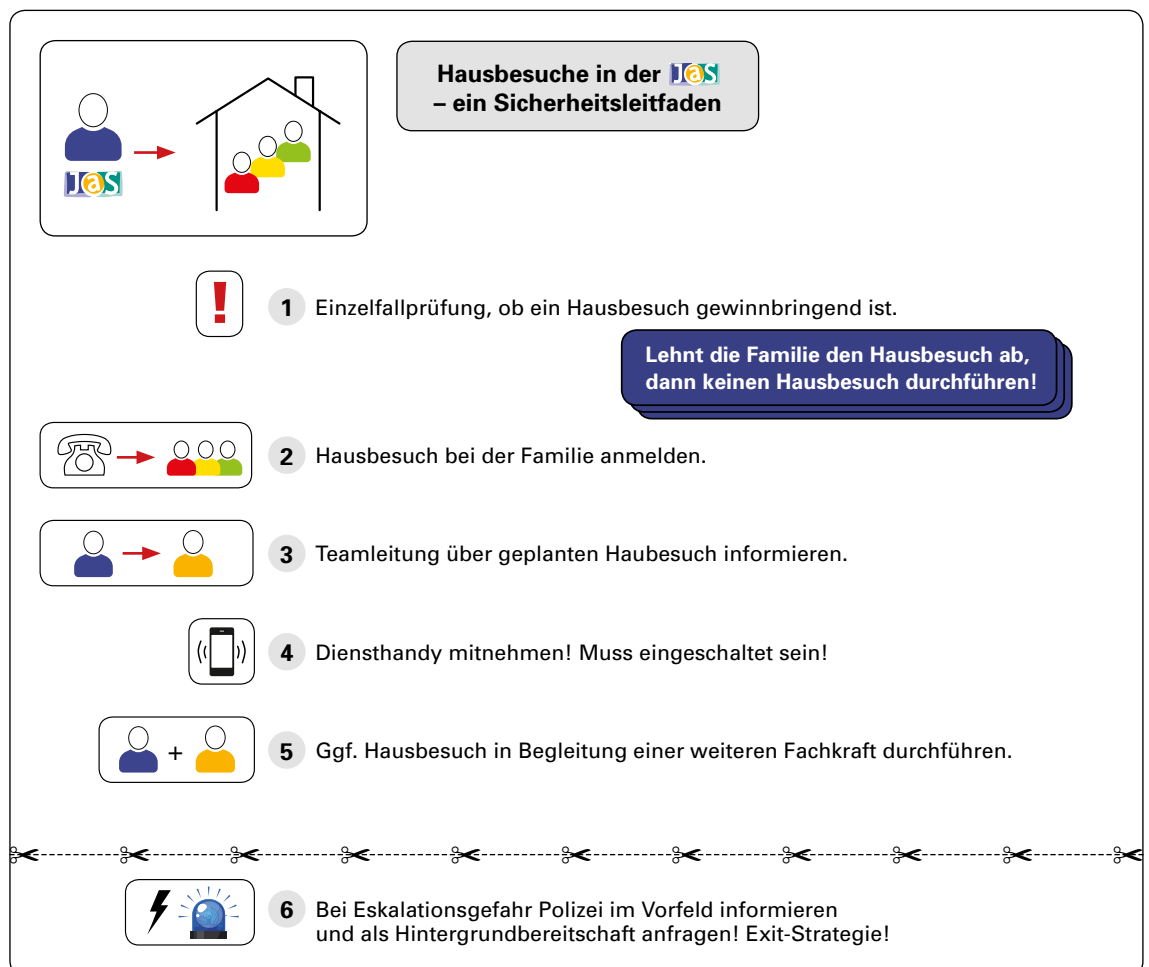 Hausbesuche in der JaS
– ein Sicherheitsleitfaden
JaS
1 Einzelfallprüfung, ob ein Hausbesuch gewinnbringend ist.
Lehnt die Familie den Hausbesuch ab,
dann keinen Hausbesuch durchführen!
2 Hausbesuch bei der Familie anmelden.
3 Teamleitung über geplanten Haubesuch informieren.
4 Diensthandy mitnehmen! Muss eingeschaltet sein!
+
5 Ggf. Hausbesuch in Begleitung einer weiteren Fachkraft durchführen.
6 Bei Eskalationsgefahr Polizei im Vorfeld informieren
und als Hintergrundbereitschaft anfragen! Exit-Strategie!